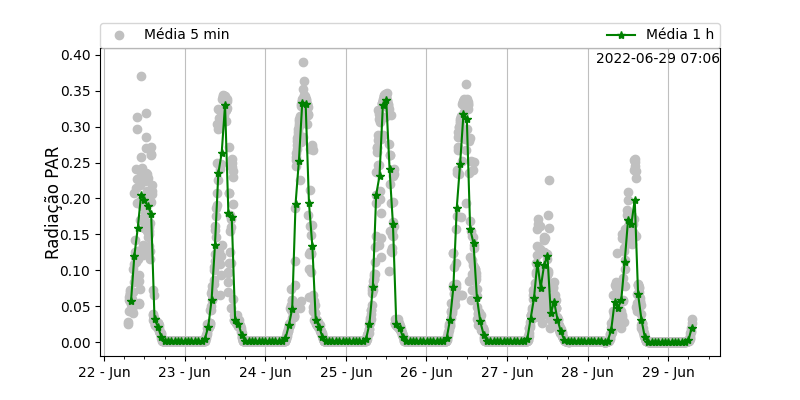 Média 5 min
Média 1 h
2022-06-29 07:06
Radiação PAR
0.40
0.35
0.30
0.25
0.20
0.15
0.10
0.05
0.00
22 - Jun
23 - Jun
24 - Jun
25 - Jun
26 - Jun
27 - Jun
28 - Jun
29 - Jun